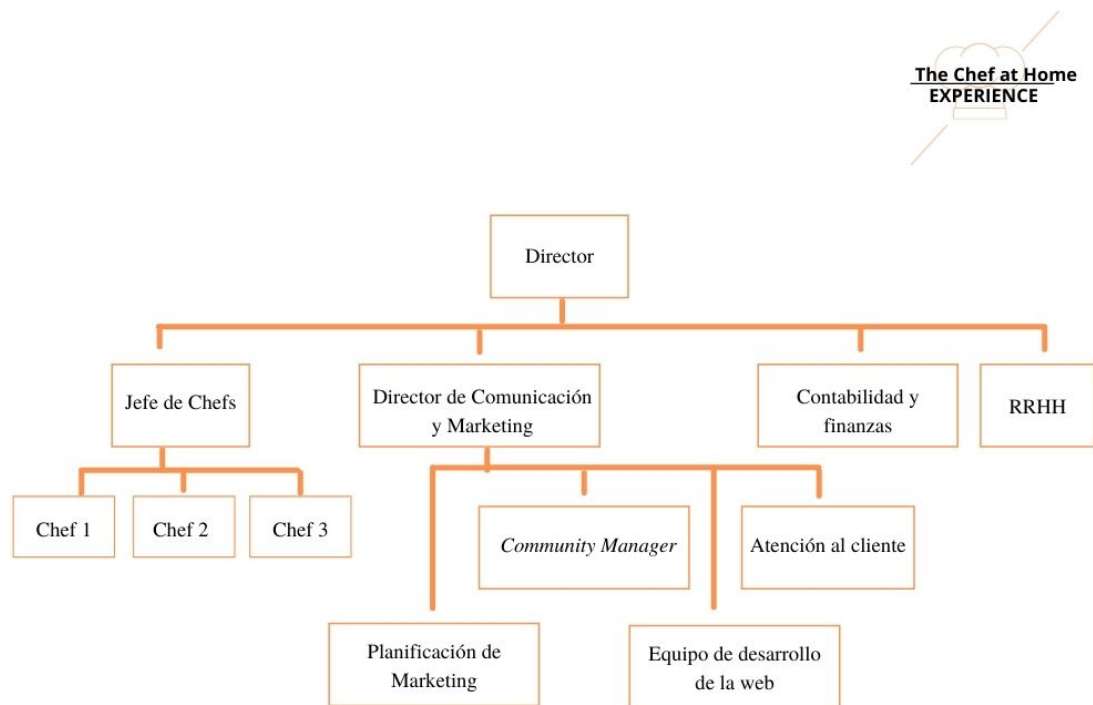 The Chef at Home
EXPERIENCE
Director
Jefe de Chefs
Director de Comunicación
y Marketing
Contabilidad y
finanzas
RRHH
Chef 1
Chef 2
Chef 3
Community Manager
Atención al cliente
Planificación de
Marketing
Equipo de desarrollo
de la web